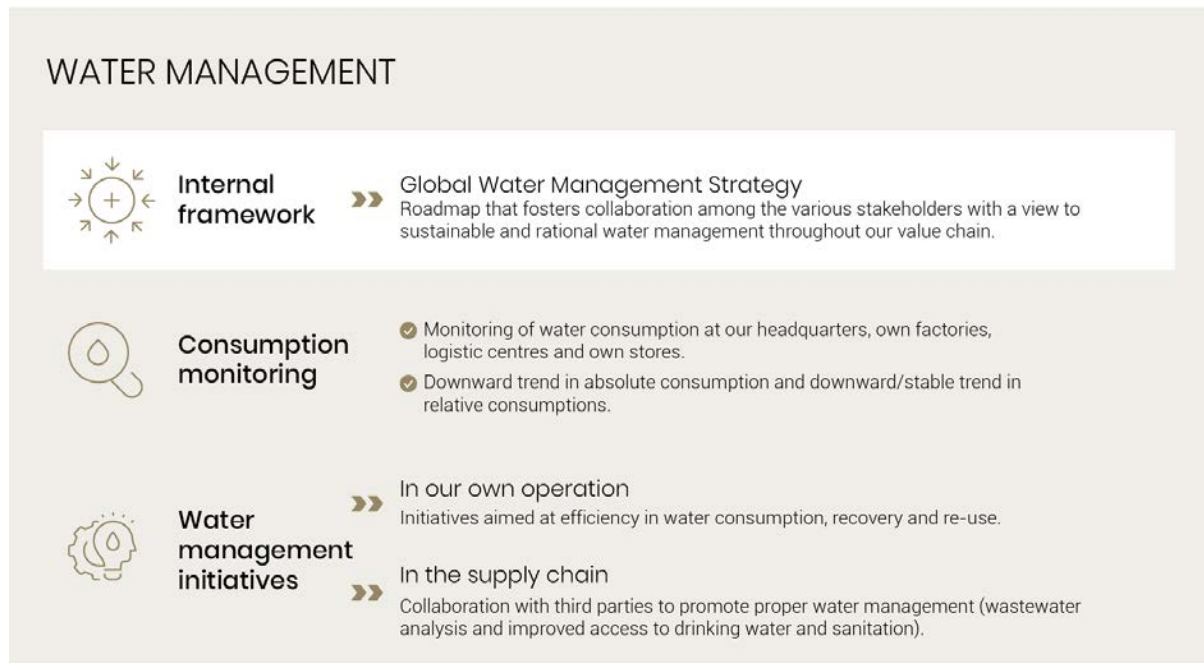 WATER MANAGEMENT
Internal
framework
Global Water Management Strategy
Roadmap that fosters collaboration among the various stakeholders with a view to
sustainable and rational water management throughout our value chain.
Consumption
monitoring
Monitoring of water consumption at our headquarters, own factories,
logistic centres and own stores.
Downward trend in absolute consumption and downward/stable trend in
relative consumptions.
Water
management
initiatives
In our own operation
Initiatives aimed at efficiency in water consumption, recovery and re-use.
In the supply chain
Collaboration with third parties to promote proper water management (wastewater
analysis and improved access to drinking water and sanitation).